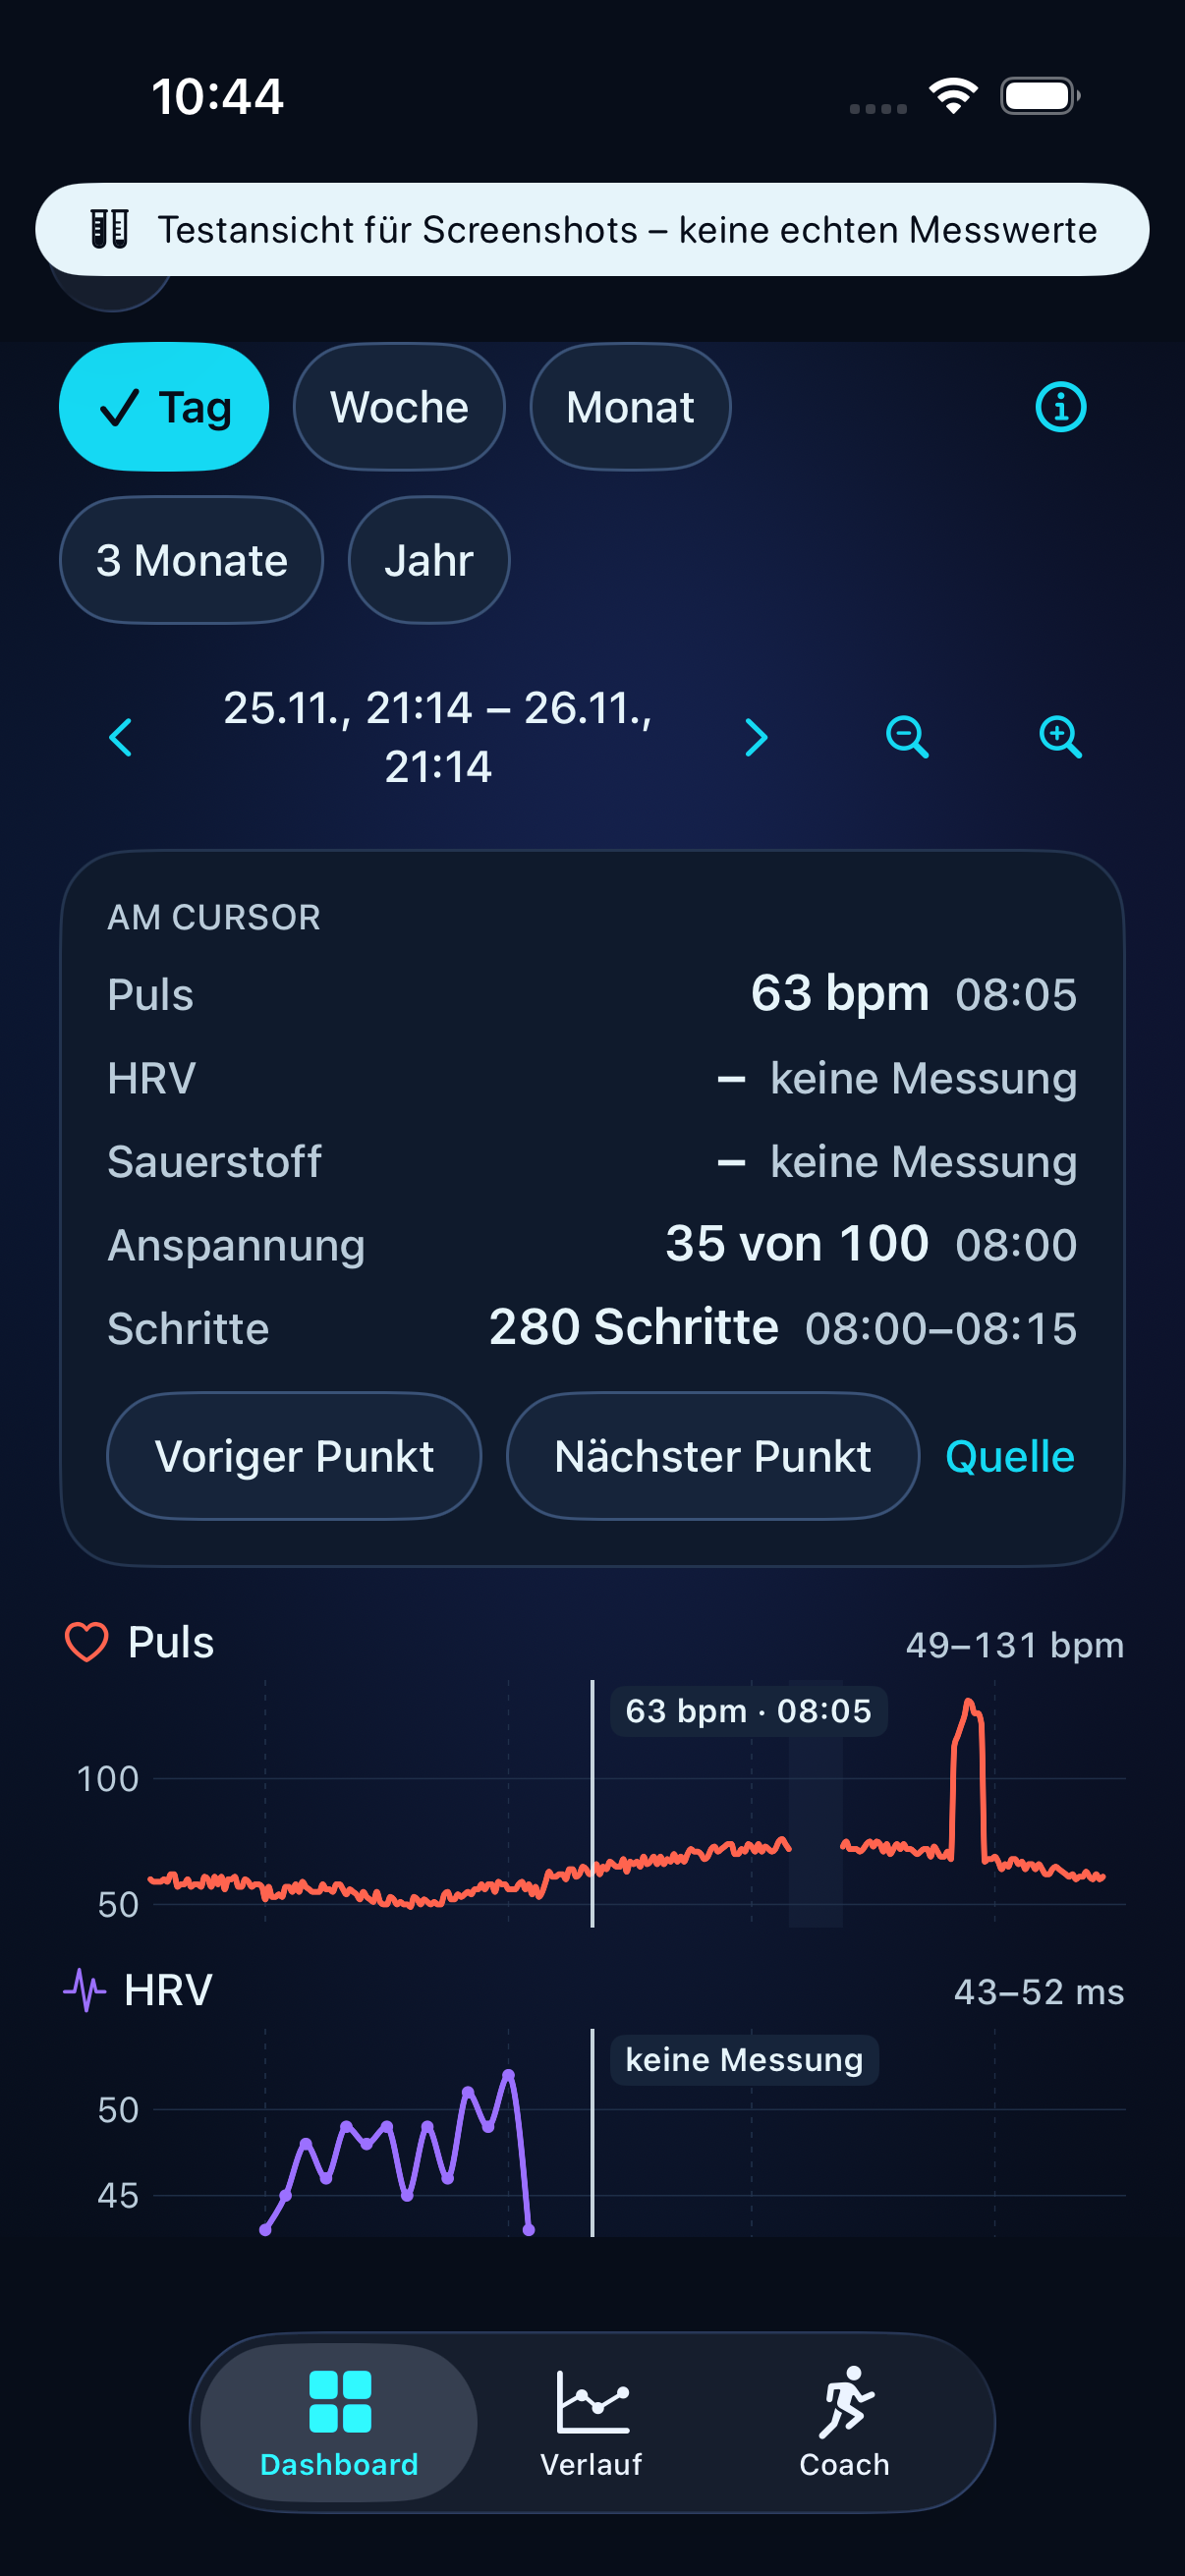 10:44
Testansicht für Screenshots – keine echten Messwerte
Tag
Woche
Monat
3 Monate
Jahr
25.11., 21:14 – 26.11.,
21:14
AM CURSOR
Puls 63 bpm 08:05
HRV – keine Messung
Sauerstoff – keine Messung
Anspannung 35 von 100 08:00
Schritte 280 Schritte 08:00–08:15
Voriger Punkt
Nächster Punkt
Quelle
Puls 49–131 bpm
63 bpm · 08:05
100
50
HRV 43–52 ms
keine Messung
50
45
Dashboard
Verlauf
Coach